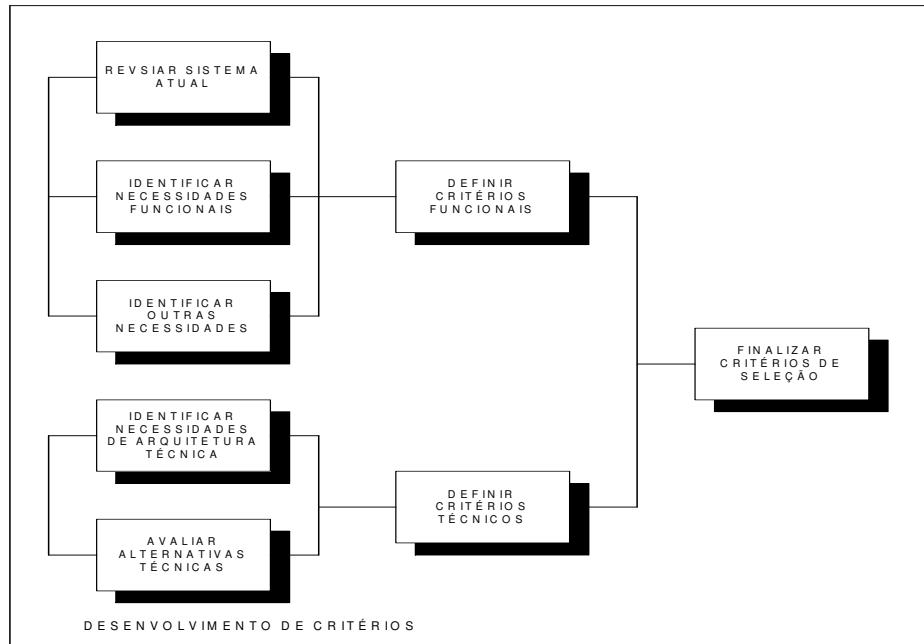 REVSIAR SISTEMA
ATUAL
IDENTIFICAR
NECESSIDADES
FUNCIONAIS
IDENTIFICAR
OUTRAS
NECESSIDADES
IDENTIFICAR
NECESSIDADES
DE ARQUITETURA
TÉCNICA
AVALIAR
ALTERNATIVAS
TÉCNICAS
DEFINIR
CRITÉRIOS
FUNCIONAIS
DEFINIR
CRITÉRIOS
TÉCNICOS
FINALIZAR
CRITÉRIOS DE
SELEÇÃO
DESENVOLVIMENTO DE CRITÉRIOS